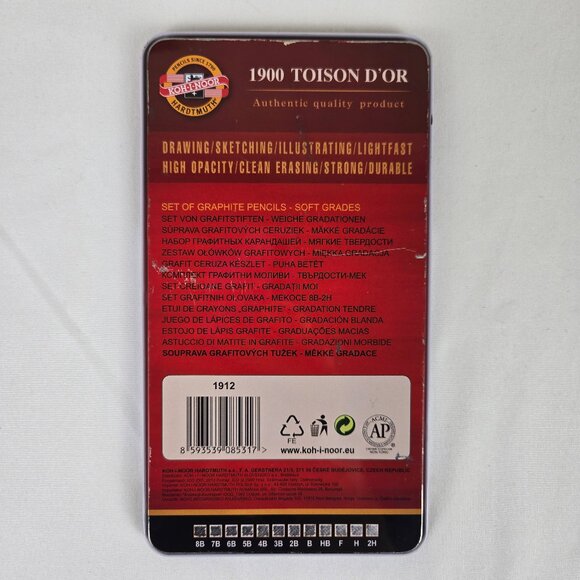 PENCILS SINCE 1790
KOH-I-NOOR
HARDTMUTH
1900 TOISON D'OR
Authentic quality product
DRAWING/SKETCHING/ILLUSTRATING/LIGHTFAST
HIGH OPACITY/CLEAN ERASING/STRONG/DURABLE
SET OF GRAPHITE PENCILS - SOFT GRADES
SET VON GRAFITSTIFTEN - WEICHE GRADATIONEN
SÚPRAVA GRAFITOVÝCH CERUZIEK - MÄKKÉ GRADÁCIE
НАБОР ГРАФИТНЫХ КАРАНДАШЕЙ - МЯГКИЕ ТВЕРДОСТИ
ZESTAW OŁÓWKÓW GRAFITOWYCH - MIĘKKA GRADACJA
GRAFIT CERUZA KÉSZLET - PUHA BETÉT
КОМПЛЕКТ ГРАФИТНИ МОЛИВИ - ТВЪРДОСТИ-МЕК
SET CREIOANE GRAFIT - GRADAȚII MOI
SET GRAFITNIH OLOVAKA - MEKOĆE 8B-2H
ETUI DE CRAYONS „GRAPHITE" - GRADATION TENDRE
JUEGO DE LÁPICES DE GRAFITO - GRADACIÓN BLANDA
ESTOJO DE LÁPIS GRAFITE - GRADUAÇÕES MACIAS
ASTUCCIO DI MATITE IN GRAFITE - GRADAZIONI MORBIDE
SOUPRAVA GRAFITOVÝCH TUŽEK - MĚKKÉ GRADACE
1912
8 593539 085317 >
FE
www.koh-i-noor.eu
ACMI
AP
NON-TOXIC
KOH-I-NOOR HARDTMUTH a.s., F. A. GERSTNERA 21/3, 371 30 ČESKÉ BUDĚJOVICE, CZECH REPUBLIC
8B 7B 6B 5B 4B 3B 2B B HB F H 2H